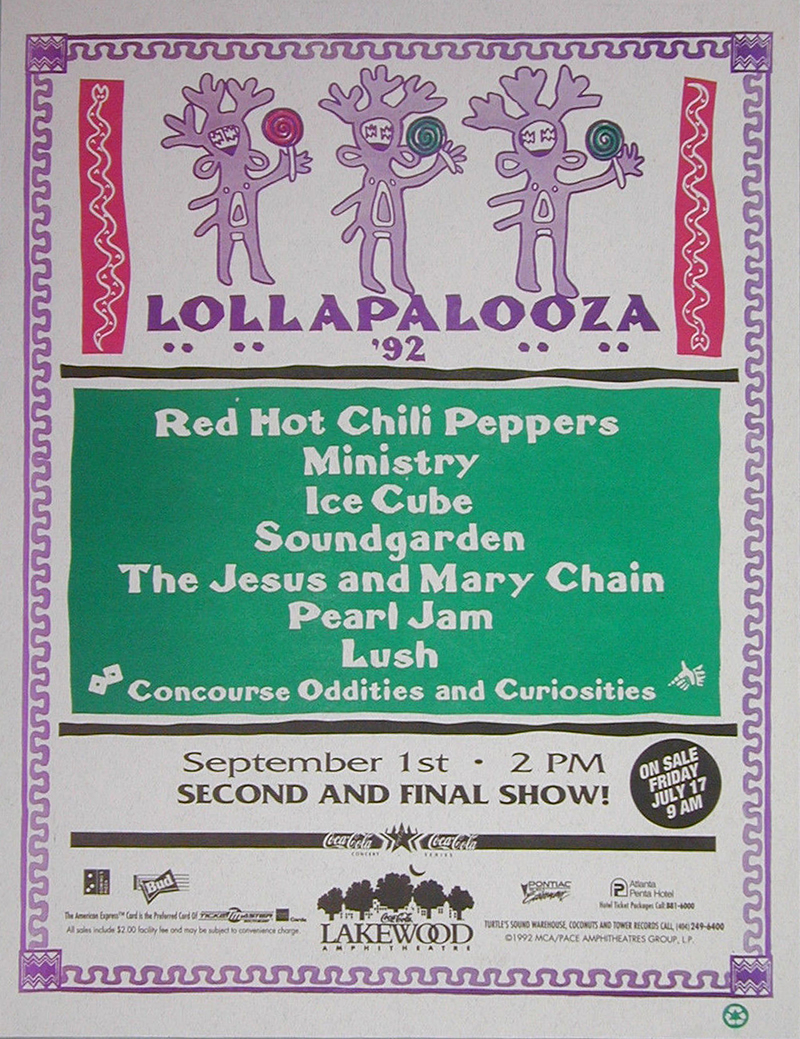 LOLLAPALOOZA
'92
Red Hot Chili Peppers
Ministry
Ice Cube
Soundgarden
The Jesus and Mary Chain
Pearl Jam
Lush
Concourse Oddities and Curiosities
September 1st • 2 PM
SECOND AND FINAL SHOW!
ON SALE
FRIDAY
JULY 17
9 AM
Coca-Cola Coca-Cola
CONCERT SERIES
Bud
The American Express™ Card is the Preferred Card Of TICKETMASTER Cards
All sales include $2.00 facility fee and may be subject to convenience charge.
Coca-Cola
LAKEWOOD
AMPHITHEATRE
PONTIAC
Atlanta
Penta Hotel
Hotel Ticket Packages Call 881-6000
TURTLE'S SOUND WAREHOUSE, COCONUTS AND TOWER RECORDS CALL, (404) 249-6400
©1992 MCA/PACE AMPHITHEATRES GROUP, L.P.